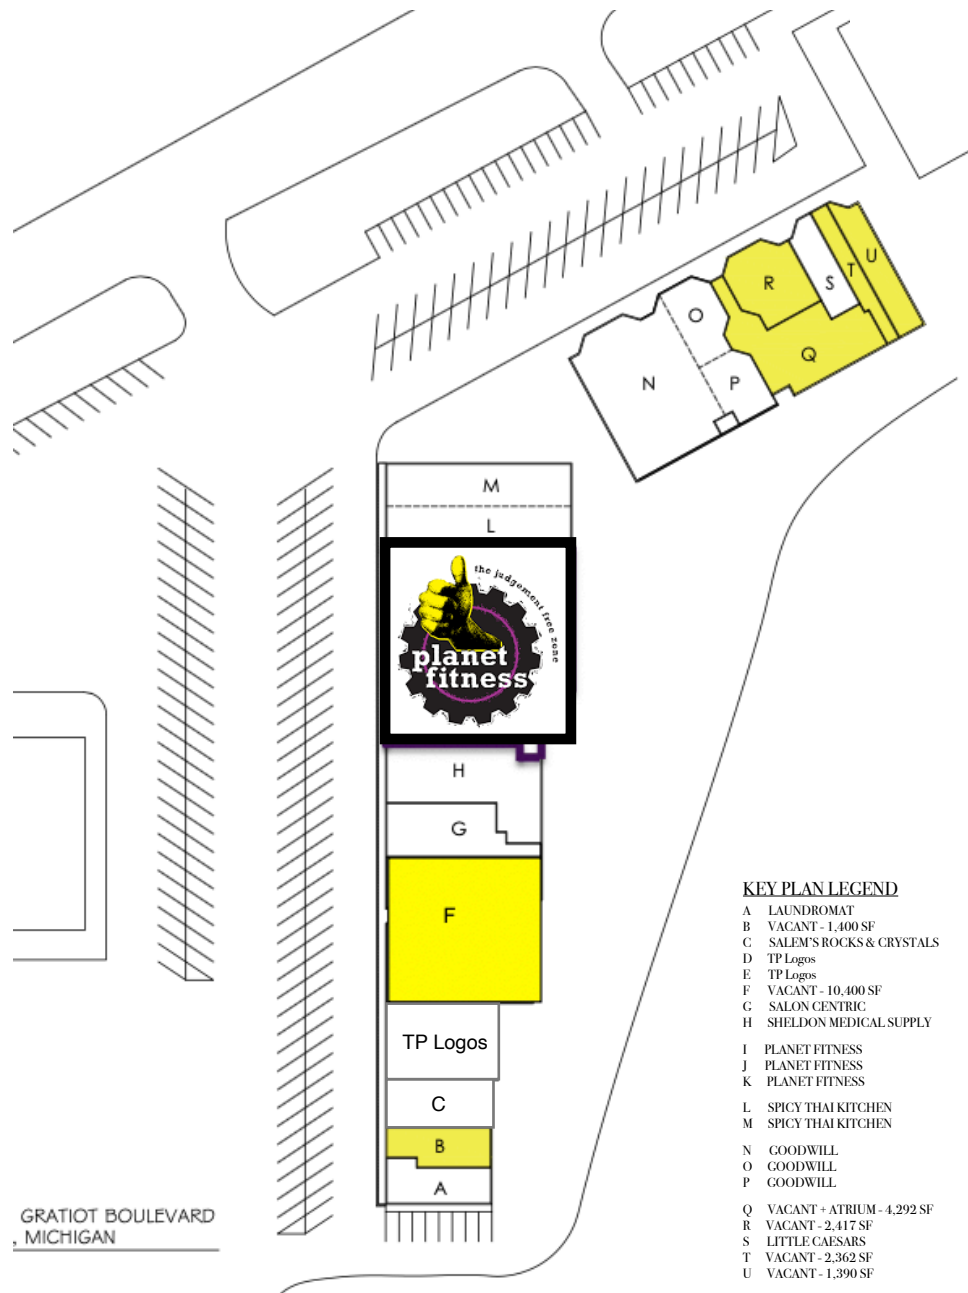 U
T
S
R
Q
O
N
P
M
L
the judgement free zone
planet
fitness
H
G
F
TP Logos
C
B
A
GRATIOT BOULEVARD
, MICHIGAN
KEY PLAN LEGEND
A LAUNDROMAT
B VACANT - 1,400 SF
C SALEM'S ROCKS & CRYSTALS
D TP Logos
E TP Logos
F VACANT - 10,400 SF
G SALON CENTRIC
H SHELDON MEDICAL SUPPLY
I PLANET FITNESS
J PLANET FITNESS
K PLANET FITNESS
L SPICY THAI KITCHEN
M SPICY THAI KITCHEN
N GOODWILL
O GOODWILL
P GOODWILL
Q VACANT + ATRIUM - 4,292 SF
R VACANT - 2,417 SF
S LITTLE CAESARS
T VACANT - 2,362 SF
U VACANT - 1,390 SF